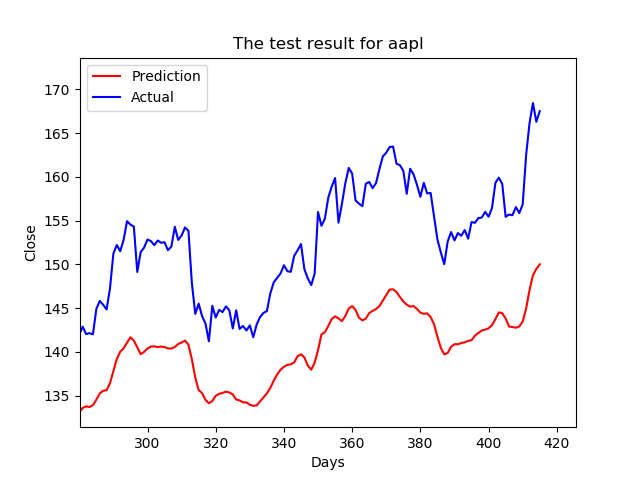 The test result for aapl
Prediction
Actual
Close
170
165
160
155
150
145
140
135
300 320 340 360 380 400 420
Days